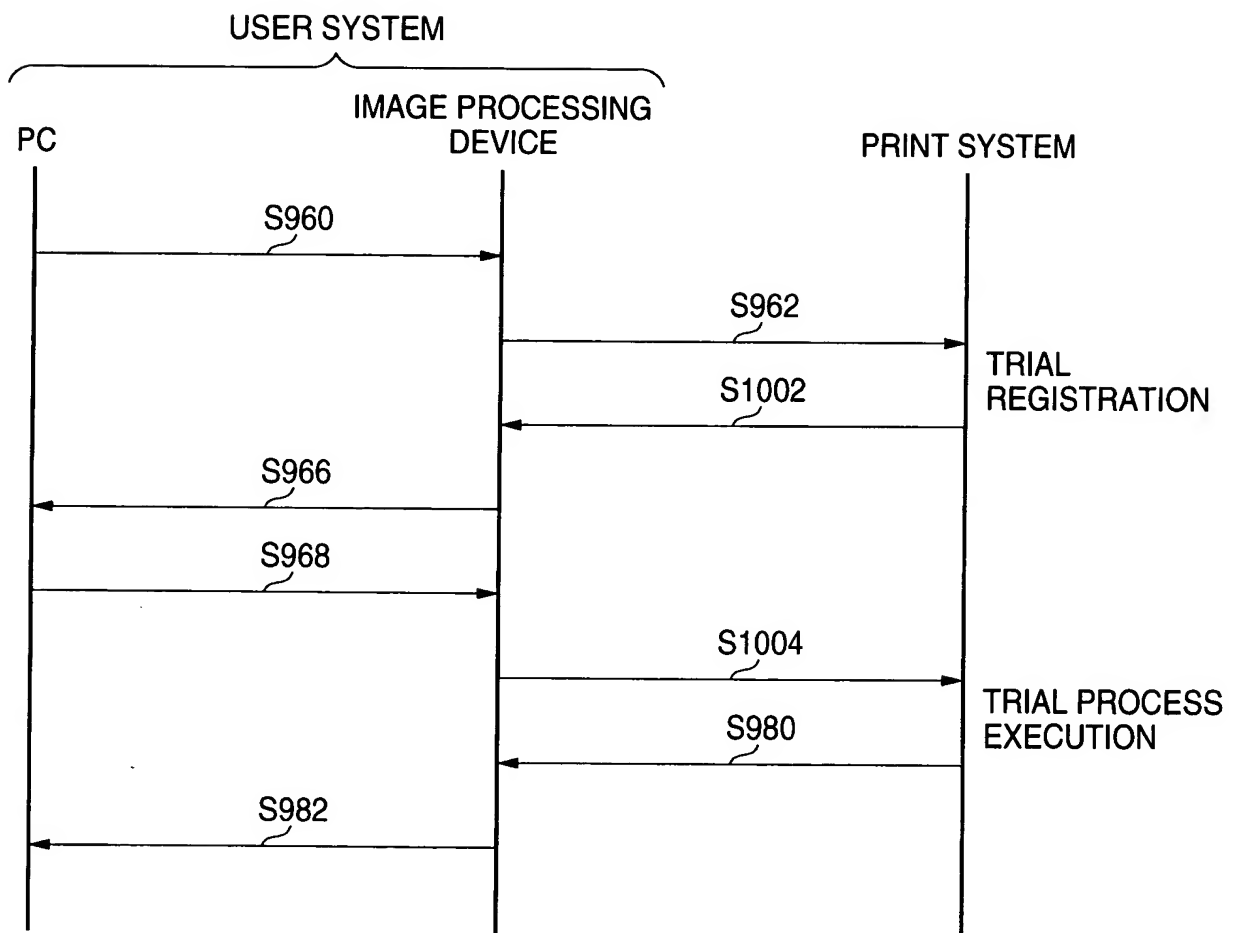 USER SYSTEM
PC
IMAGE PROCESSING
DEVICE
PRINT SYSTEM
S960
S962
TRIAL
REGISTRATION
S1002
S966
S968
S1004
TRIAL PROCESS
EXECUTION
S980
S982